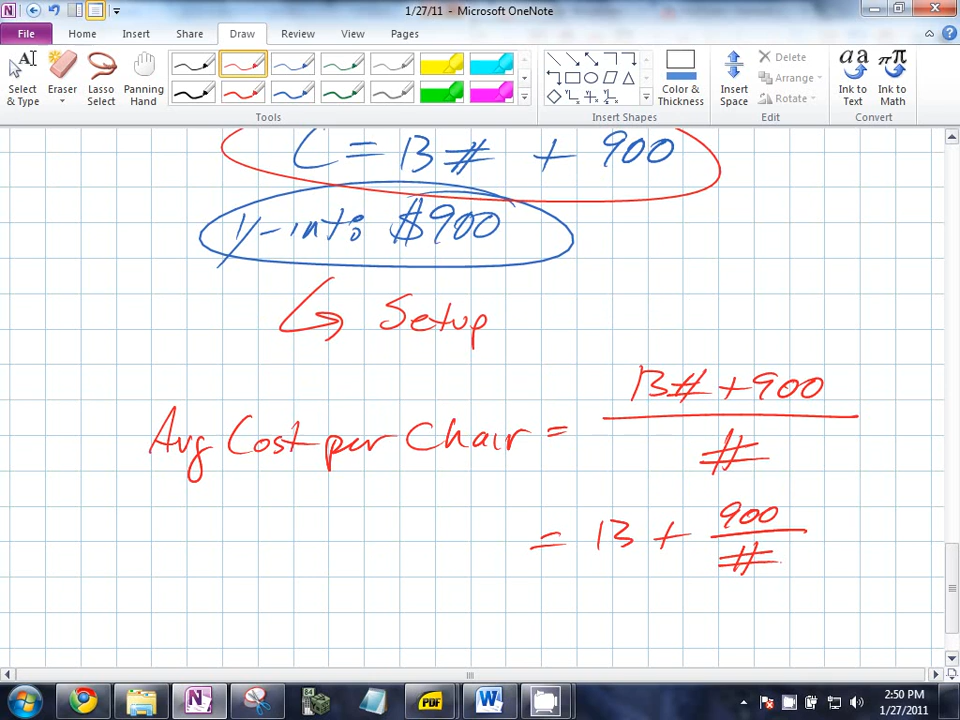 1/27/11 - Microsoft OneNote
File Home Insert Share Draw Review View Pages
Select & Type
Eraser
Lasso Select
Panning Hand
Color & Thickness
Insert Space
Delete
Arrange
Rotate
Ink to Text
Ink to Math
Tools
Insert Shapes
Edit
Convert
C = 13 # + 900
y-int: $900
Setup
13# + 900
Avg Cost per Chair =
#
900
= 13 +
#
PDF
2:50 PM
1/27/2011